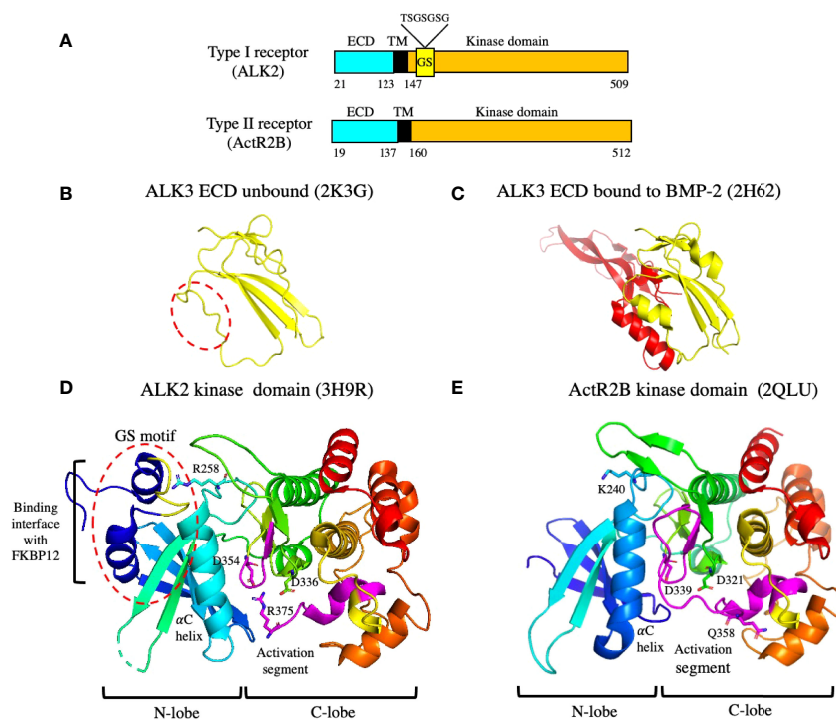 TSGSGSG
A
ECD TM Kinase domain
Type I receptor
(ALK2)
GS
21 123 147 509
ECD TM Kinase domain
Type II receptor
(ActR2B)
19 137 160 512
B ALK3 ECD unbound (2K3G)
C ALK3 ECD bound to BMP-2 (2H62)
D ALK2 kinase domain (3H9R)
GS motif
R258
Binding
interface
with
FKBP12
D354
D336
R375
αC
helix
Activation
segment
N-lobe C-lobe
E ActR2B kinase domain (2QLU)
K240
D339
D321
Q358
αC
helix
Activation
segment
N-lobe C-lobe